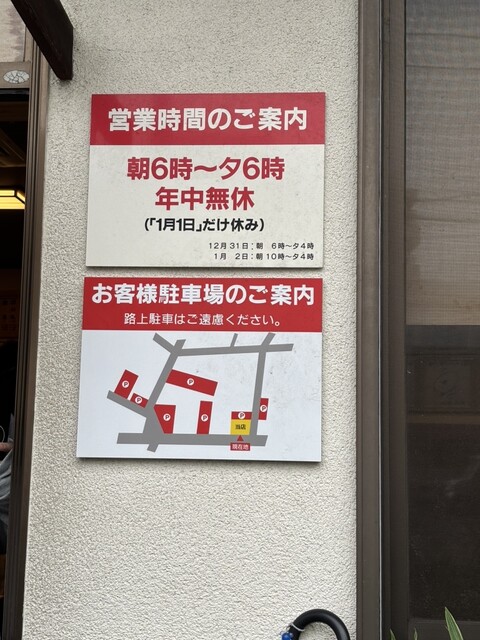 営業時間のご案内
朝6時〜夕6時
年中無休
(「1月1日」だけ休み)
12月31日：朝 6時〜夕4時
1月 2日：朝10時〜夕4時
お客様駐車場のご案内
路上駐車はご遠慮ください。
P
P
P
P
P
P
P
当店
現在地